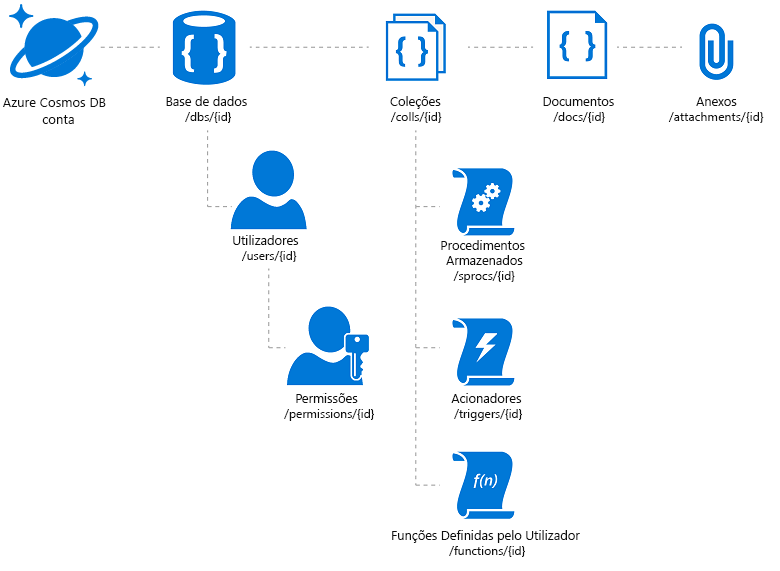 { }
{ }
{ }
Azure Cosmos DB
conta
Base de dados
/dbs/{id}
Coleções
/colls/{id}
Documentos
/docs/{id}
Anexos
/attachments/{id}
Utilizadores
/users/{id}
Procedimentos
Armazenados
/sprocs/{id}
Permissões
/permissions/{id}
Acionadores
/triggers/{id}
f(n)
Funções Definidas pelo Utilizador
/functions/{id}